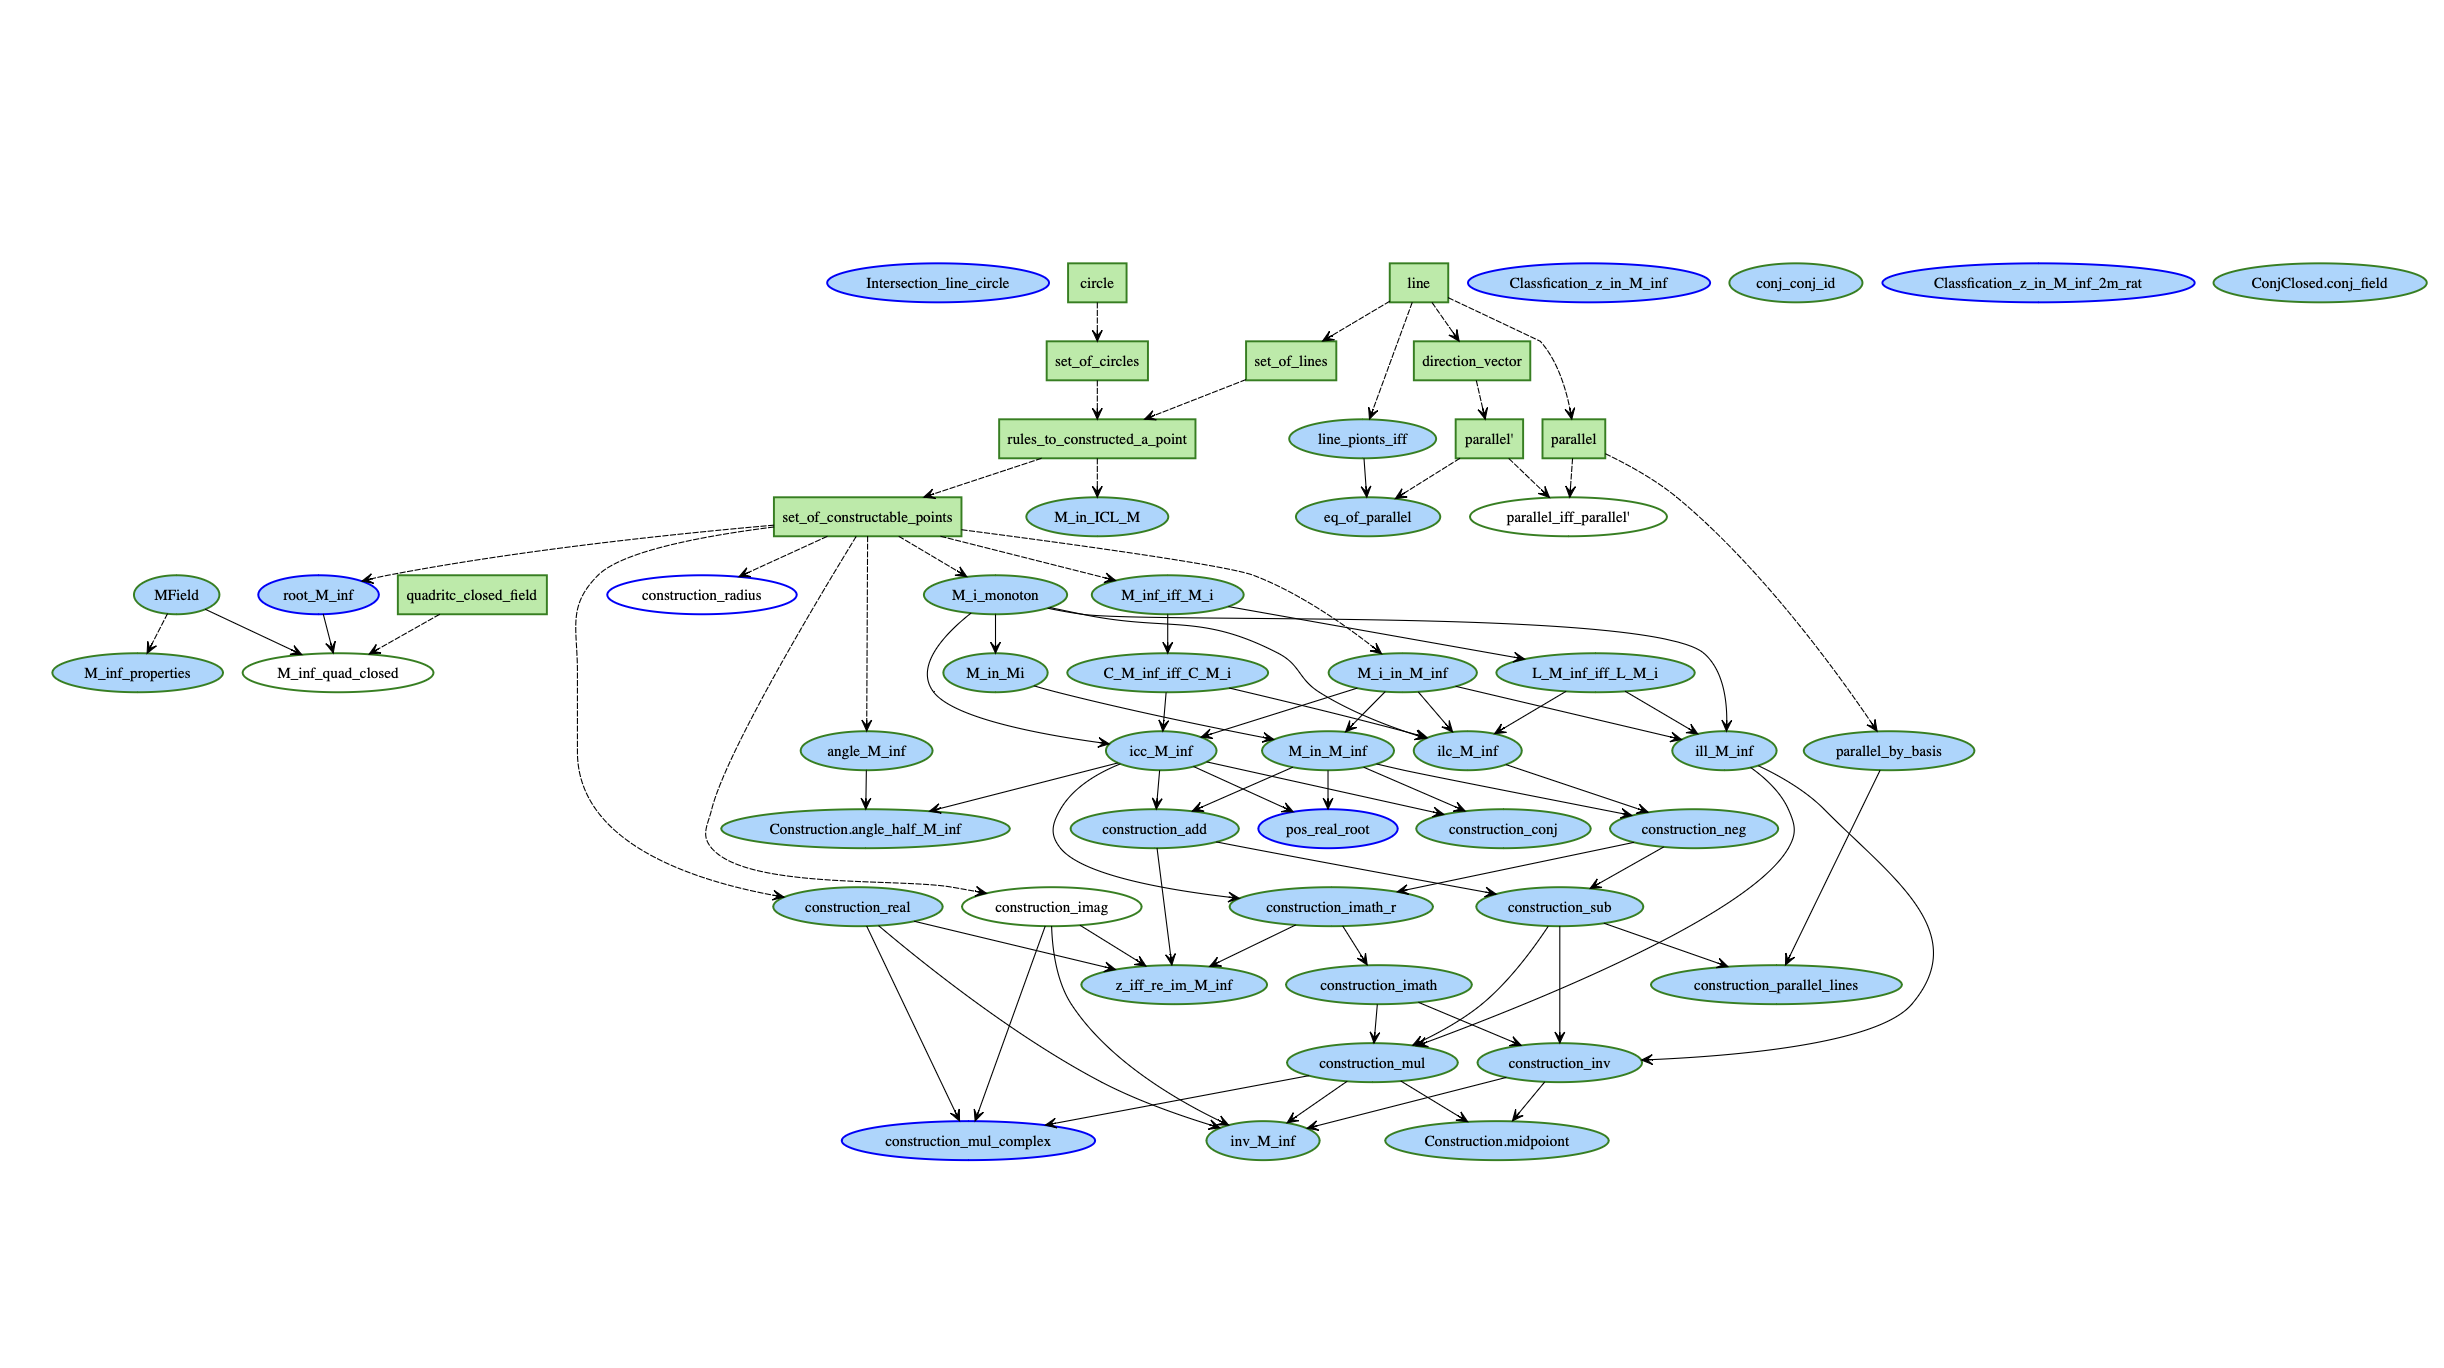 Intersection_line_circle
circle
line
Classfication_z_in_M_inf
conj_conj_id
Classfication_z_in_M_inf_2m_rat
ConjClosed.conj_field
set_of_circles
set_of_lines
direction_vector
rules_to_constructed_a_point
line_pionts_iff
parallel'
parallel
set_of_constructable_points
M_in_ICL_M
eq_of_parallel
parallel_iff_parallel'
MField
root_M_inf
quadritc_closed_field
construction_radius
M_i_monoton
M_inf_iff_M_i
M_inf_properties
M_inf_quad_closed
M_in_Mi
C_M_inf_iff_C_M_i
M_i_in_M_inf
L_M_inf_iff_L_M_i
angle_M_inf
icc_M_inf
M_in_M_inf
ilc_M_inf
ill_M_inf
parallel_by_basis
Construction.angle_half_M_inf
construction_add
pos_real_root
construction_conj
construction_neg
construction_real
construction_imag
construction_imath_r
construction_sub
z_iff_re_im_M_inf
construction_imath
construction_parallel_lines
construction_mul
construction_inv
construction_mul_complex
inv_M_inf
Construction.midpoiont